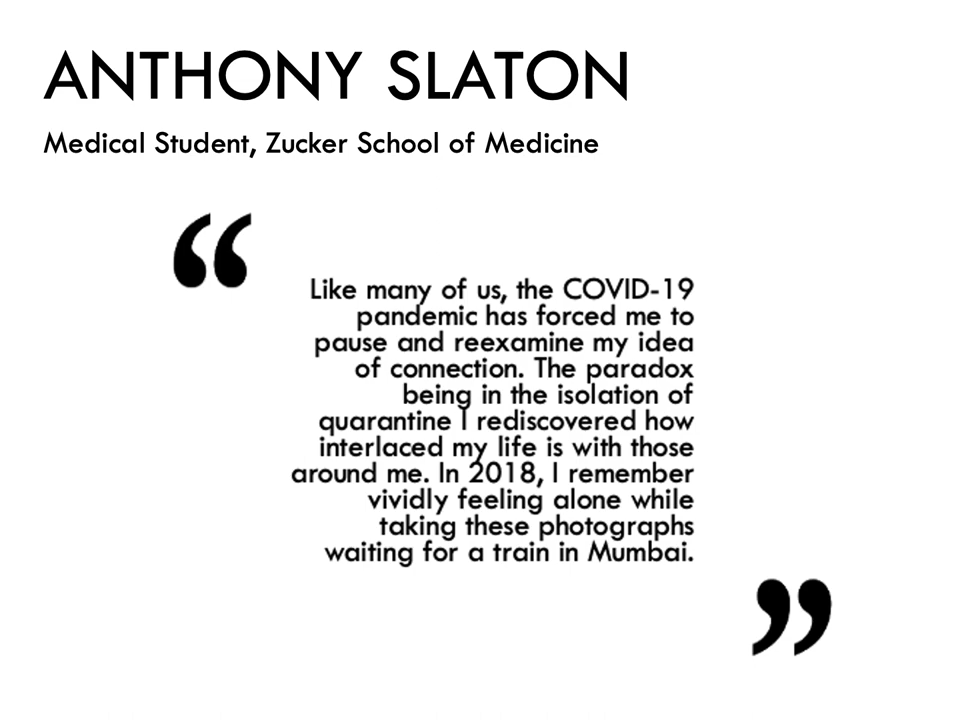 ANTHONY SLATON
Medical Student, Zucker School of Medicine
“
Like many of us, the COVID-19
pandemic has forced me to
pause and reexamine my idea
of connection. The paradox
being in the isolation of
quarantine I rediscovered how
interlaced my life is with those
around me. In 2018, I remember
vividly feeling alone while
taking these photographs
waiting for a train in Mumbai.
”